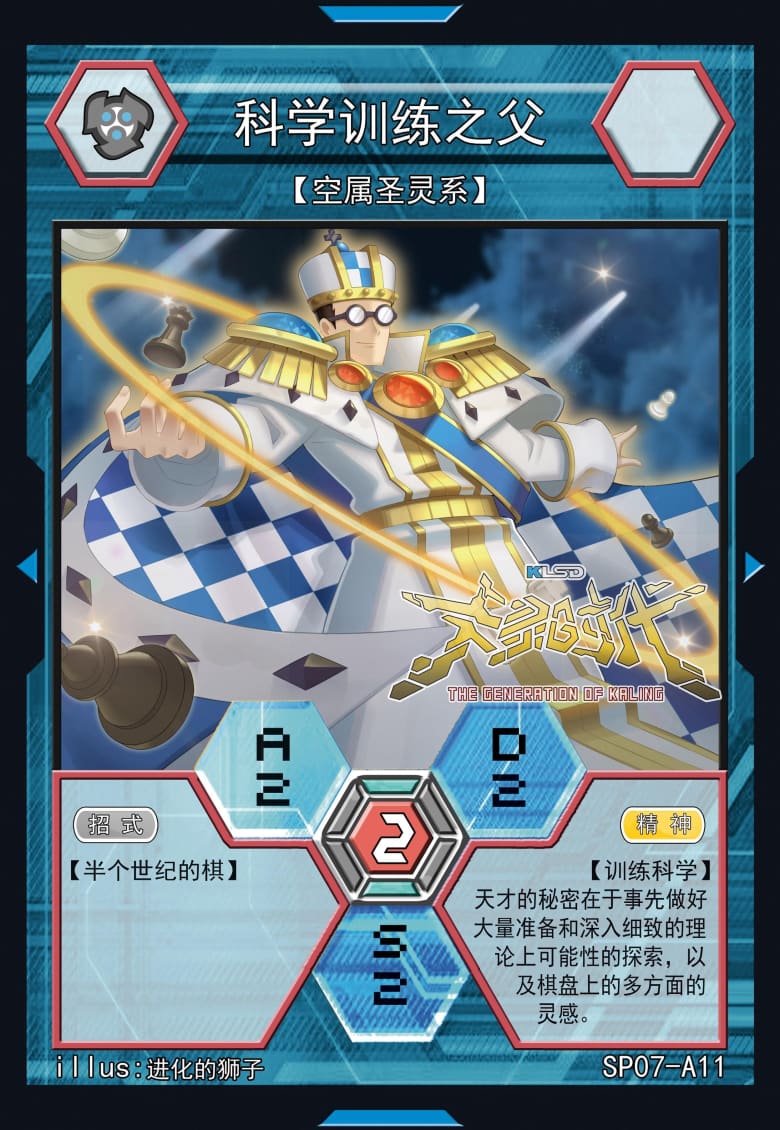 科学训练之父
【空属圣灵系】
KLSD
天灵时代
THE GENERATION OF KALING
A
2
D
2
2
招式
精神
【半个世纪的棋】
【训练科学】
天才的秘密在于事先做好
大量准备和深入细致的理
论上可能性的探索，以
及棋盘上的多方面的
灵感。
S
2
illus:进化的狮子
SP07-A11